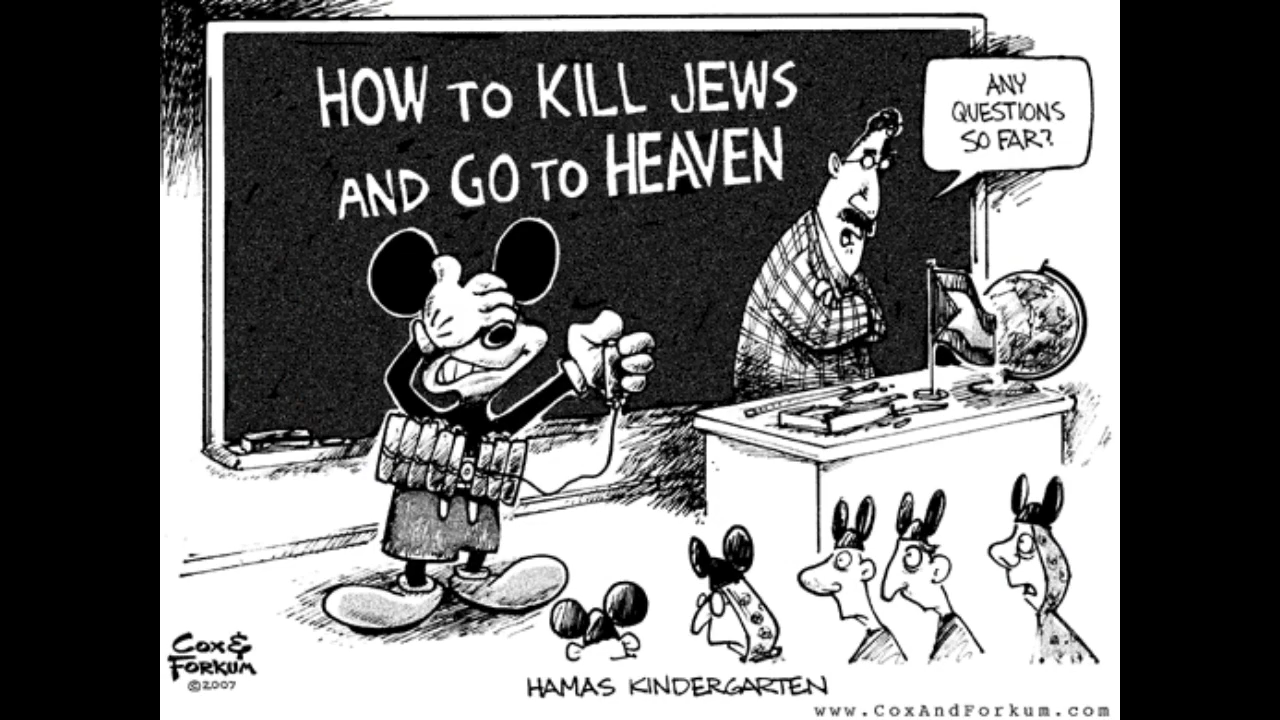 HOW TO KILL JEWS
AND GO TO HEAVEN
ANY
QUESTIONS
SO FAR?
COX &
FORKUM
©2007
HAMAS KINDERGARTEN
www.CoxAndForkum.com